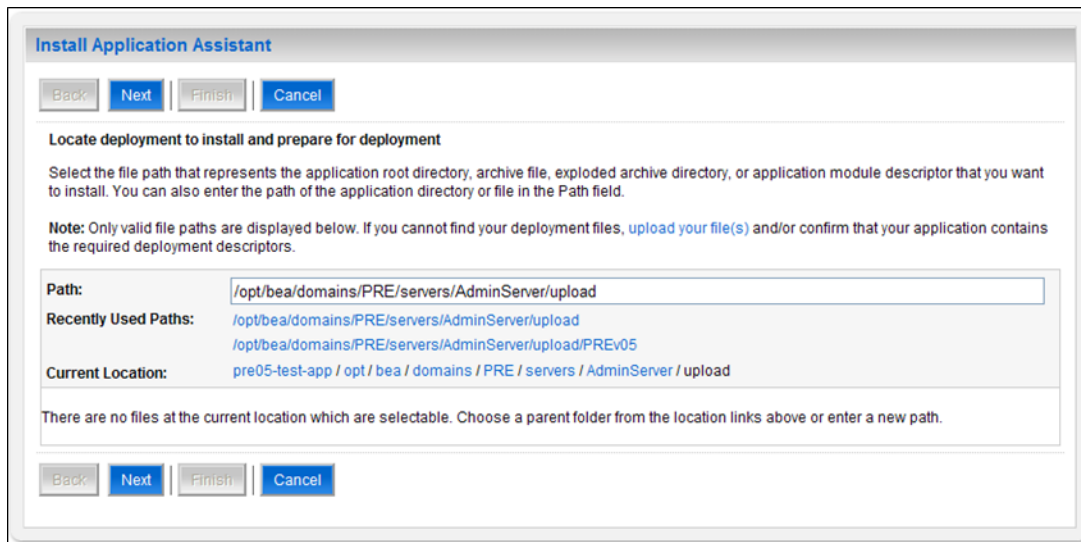 Install Application Assistant
Back Next Finish Cancel
Locate deployment to install and prepare for deployment
Select the file path that represents the application root directory, archive file, exploded archive directory, or application module descriptor that you want
to install. You can also enter the path of the application directory or file in the Path field.
Note: Only valid file paths are displayed below. If you cannot find your deployment files, upload your file(s) and/or confirm that your application contains
the required deployment descriptors.
Path: /opt/bea/domains/PRE/servers/AdminServer/upload
Recently Used Paths: /opt/bea/domains/PRE/servers/AdminServer/upload
/opt/bea/domains/PRE/servers/AdminServer/upload/PREv05
Current Location: pre05-test-app / opt / bea / domains / PRE / servers / AdminServer / upload
There are no files at the current location which are selectable. Choose a parent folder from the location links above or enter a new path.
Back Next Finish Cancel